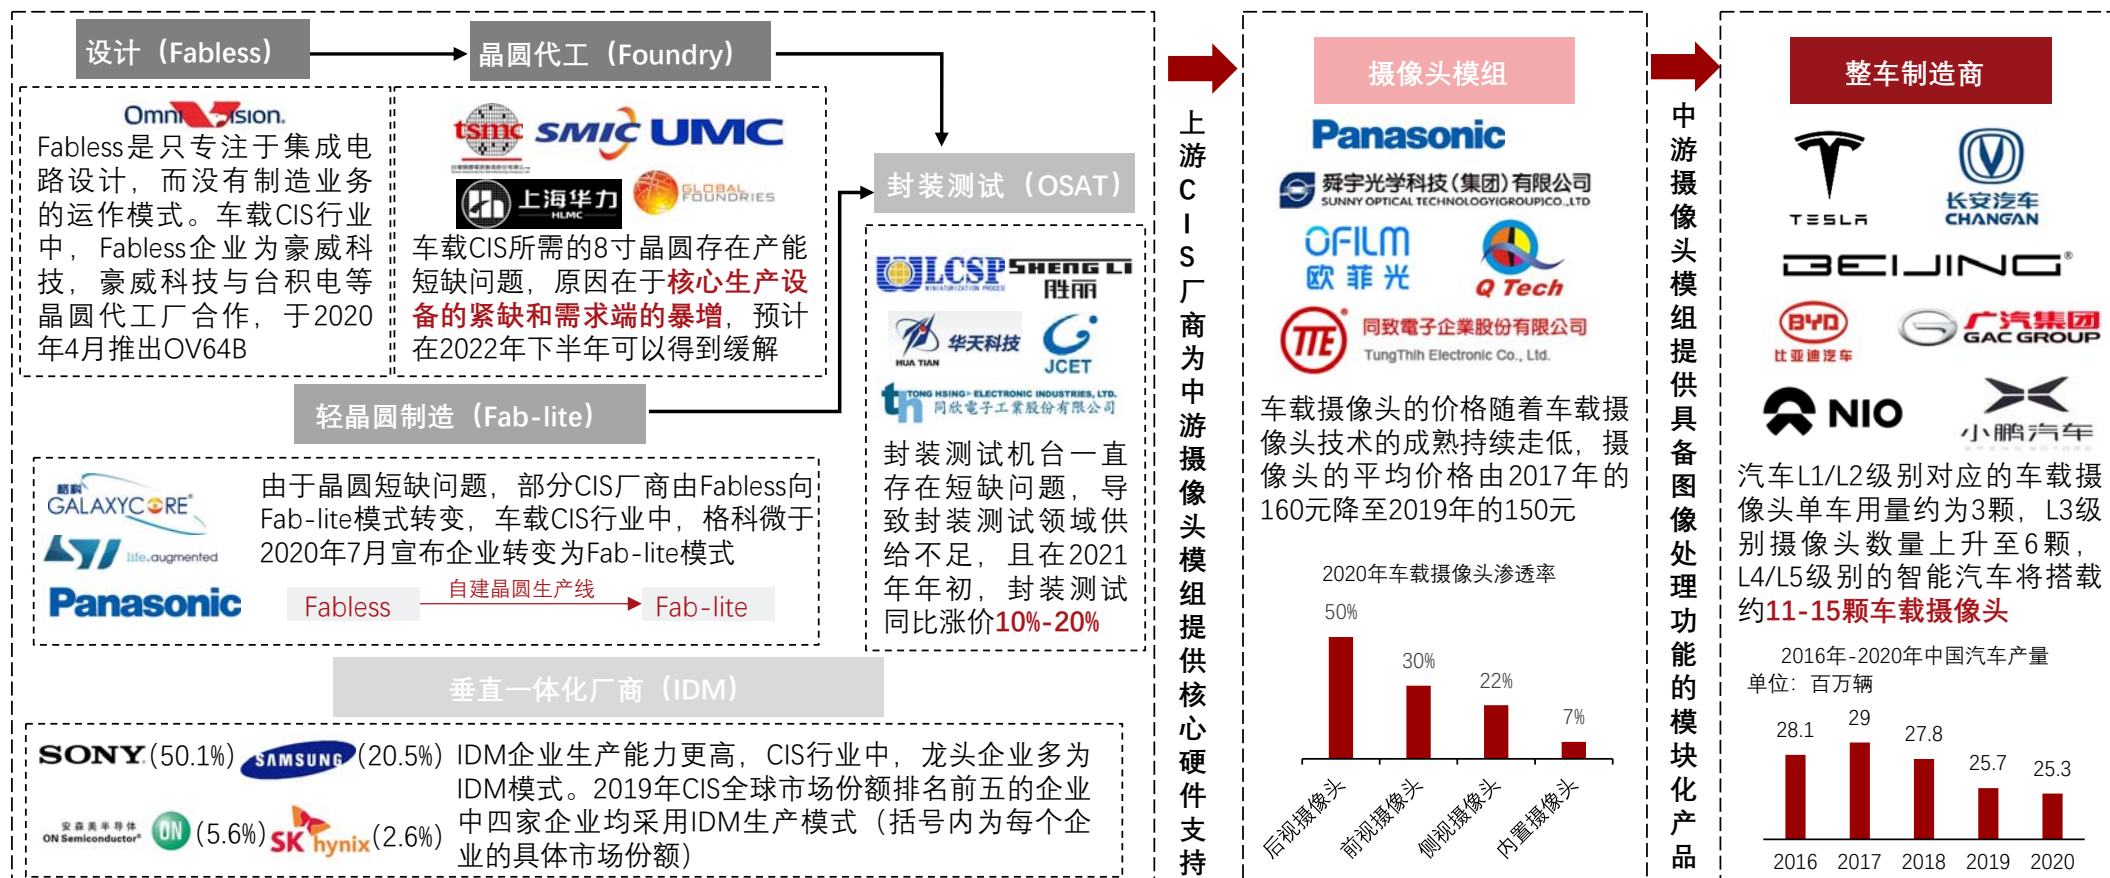 设计（Fabless）
晶圆代工（Foundry）
OmniVision.
Fabless是只专注于集成电
路设计，而没有制造业务
的运作模式。车载CIS行业
中，Fabless企业为豪威科
技，豪威科技与台积电等
晶圆代工厂合作，于2020
年4月推出OV64B
tsmc SMIC UMC
上海华力
HLMC
GLOBAL
FOUNDRIES
车载CIS所需的8寸晶圆存在产能
短缺问题，原因在于核心生产设
备的紧缺和需求端的暴增，预计
在2022年下半年可以得到缓解
封装测试（OSAT）
WLCSP
MINIATURIZATION PROCESS
SHENG LI
胜丽
华天科技
HUA TIAN
JCET
th TONG HSING ELECTRONIC INDUSTRIES, LTD.
同欣電子工業股份有限公司
封装测试机台一直
存在短缺问题，导
致封装测试领域供
给不足，且在2021
年年初，封装测试
同比涨价10%-20%
轻晶圆制造（Fab-lite）
格科
GALAXYCORE
ST life.augmented
Panasonic
由于晶圆短缺问题，部分CIS厂商由Fabless向
Fab-lite模式转变，车载CIS行业中，格科微于
2020年7月宣布企业转变为Fab-lite模式
Fabless
自建晶圆生产线
Fab-lite
垂直一体化厂商（IDM）
SONY(50.1%)
SAMSUNG(20.5%)
安森美半导体
ON Semiconductor®
ON (5.6%)
SK hynix(2.6%)
IDM企业生产能力更高，CIS行业中，龙头企业多为
IDM模式。2019年CIS全球市场份额排名前五的企业
中四家企业均采用IDM生产模式（括号内为每个企
业的具体市场份额）
上游CIS厂商为中游摄像头模组提供核心硬件支持
摄像头模组
Panasonic
舜宇光学科技(集团)有限公司
SUNNY OPTICAL TECHNOLOGY(GROUP)CO.,LTD
OFILM
欧菲光
Q Tech
TTE
同致電子企業股份有限公司
TungThih Electronic Co., Ltd.
车载摄像头的价格随着车载摄
像头技术的成熟持续走低，摄
像头的平均价格由2017年的
160元降至2019年的150元
2020年车载摄像头渗透率
50%
30%
22%
7%
后视摄像头
前视摄像头
侧视摄像头
内置摄像头
中游摄像头模组提供具备图像处理功能的模块化产品
整车制造商
TESLA
长安汽车
CHANGAN
BEIJING®
BYD
比亚迪汽车
广汽集团
GAC GROUP
NIO
小鹏汽车
汽车L1/L2级别对应的车载摄
像头单车用量约为3颗，L3级
别摄像头数量上升至6颗，
L4/L5级别的智能汽车将搭载
约11-15颗车载摄像头
2016年-2020年中国汽车产量
单位：百万辆
28.1
29
27.8
25.7
25.3
2016
2017
2018
2019
2020